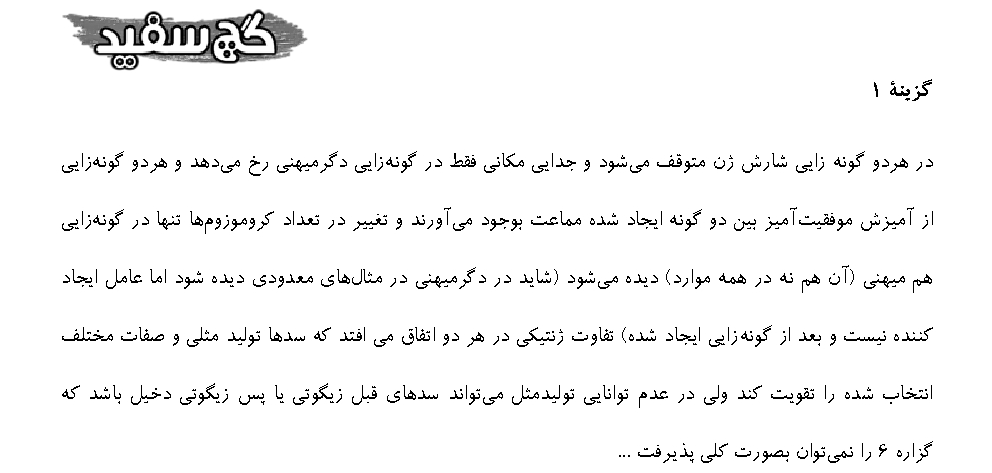 گچ سفید
گزینهٔ ۱
در هردو گونه زایی شارش ژن متوقف می‌شود و جدایی مکانی فقط در گونه‌زایی دگرمیهنی رخ می‌دهد و هردو گونه‌زایی
از آمیزش موفقیت‌آمیز بین دو گونه ایجاد شده مماعت بوجود می‌آورند و تغییر در تعداد کروموزوم‌ها تنها در گونه‌زایی
هم میهنی (آن هم نه در همه موارد) دیده می‌شود (شاید در دگرمیهنی در مثال‌های معدودی دیده شود اما عامل ایجاد
کننده نیست و بعد از گونه‌زایی ایجاد شده) تفاوت ژنتیکی در هر دو اتفاق می افتد که سدها تولید مثلی و صفات مختلف
انتخاب شده را تقویت کند ولی در عدم توانایی تولیدمثل می‌تواند سدهای قبل زیگوتی یا پس زیگوتی دخیل باشد که
گزاره ۶ را نمی‌توان بصورت کلی پذیرفت ...